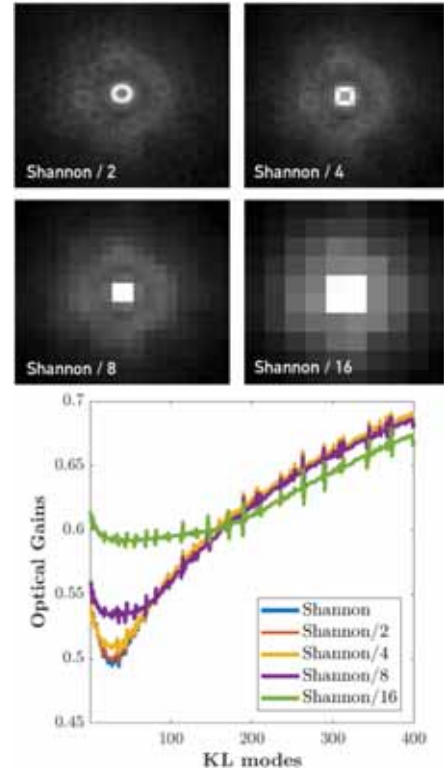 Shannon / 2
Shannon / 4
Shannon / 8
Shannon / 16
0.7
0.65
0.6
0.55
0.5
0.45
Optical Gains
100
200
300
400
KL modes
Shannon
Shannon/2
Shannon/4
Shannon/8
Shannon/16